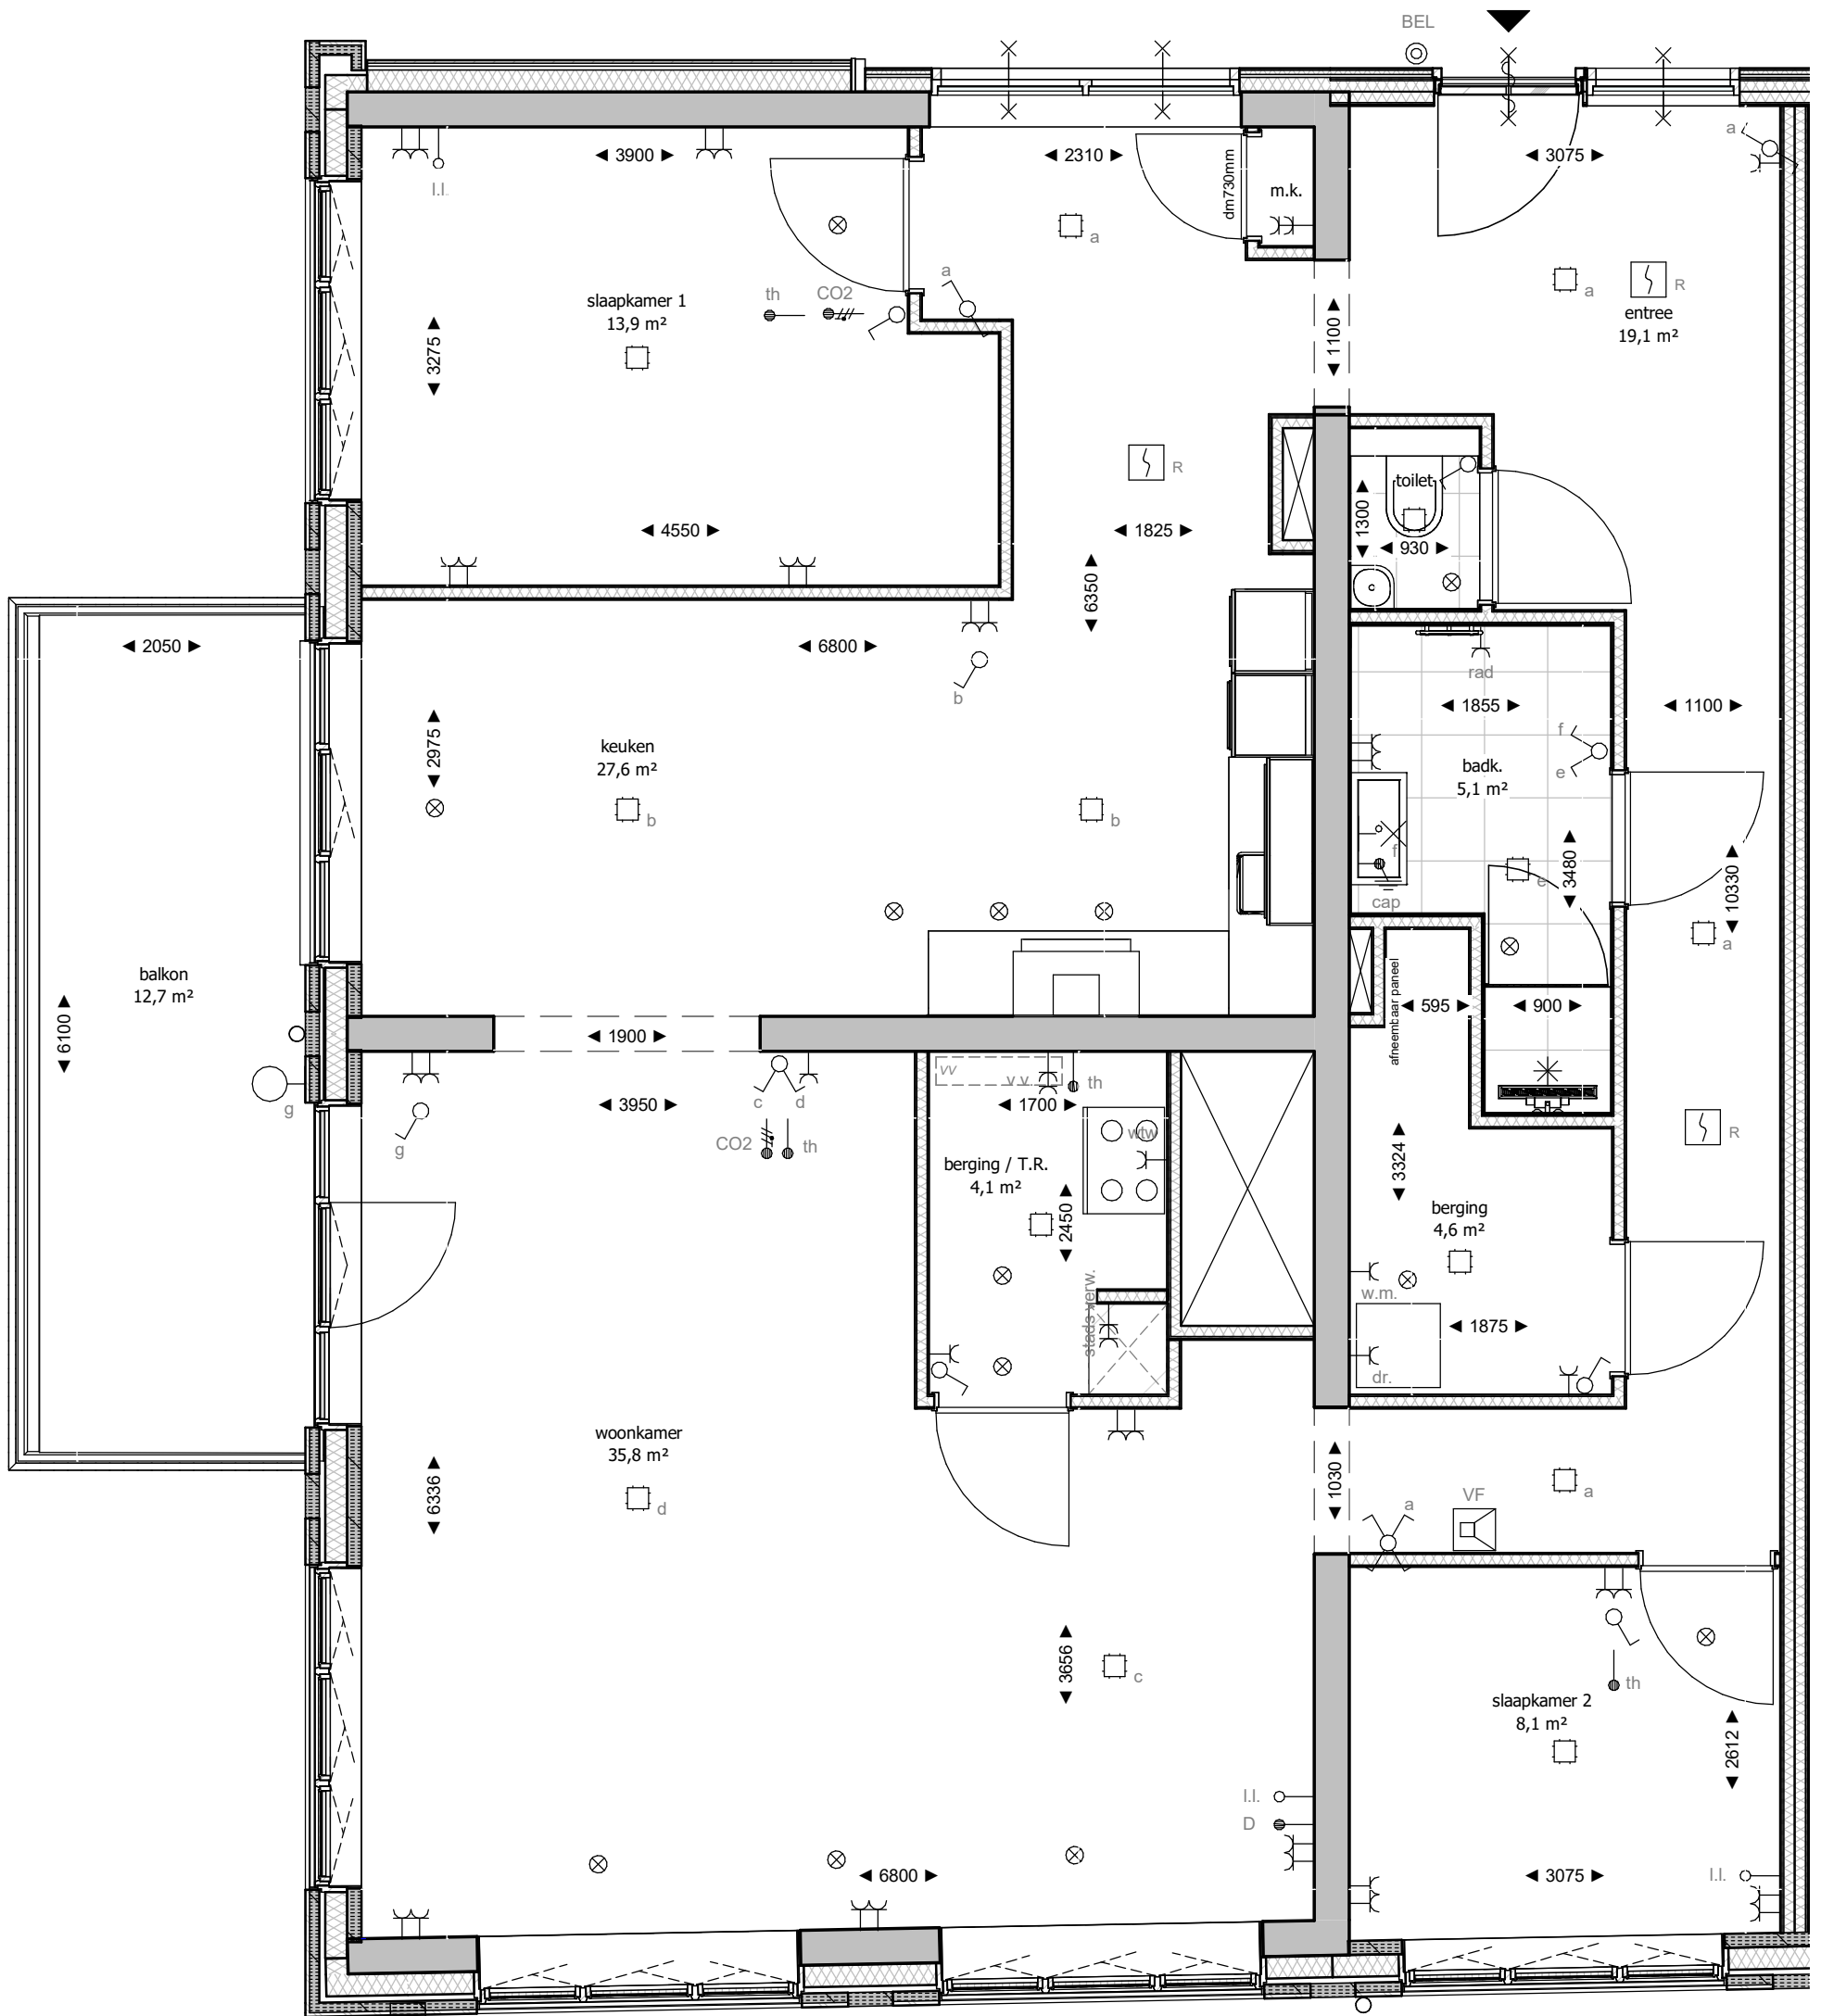 BEL
a
◄ 3900 ►
◄ 2310 ►
◄ 3075 ►
dm730mm
m.k.
l.l.
a
a
th
CO2
a
R
slaapkamer 1
13,9 m²
entree
19,1 m²
◄ 3275 ►
◄ 1100 ►
R
toilet
◄ 1300 ►
◄ 930 ►
◄ 4550 ►
◄ 1825 ►
◄ 6350 ►
◄ 2050 ►
◄ 6800 ►
rad
b
◄ 1855 ►
◄ 1100 ►
◄ 2975 ►
keuken
27,6 m²
f
e
badk.
5,1 m²
b
b
f
e
◄ 3480 ►
◄ 10330 ►
cap
a
balkon
12,7 m²
◄ 6100 ►
afneembaar paneel
◄ 595 ►
◄ 900 ►
◄ 1900 ►
vv
v.v.
th
g
c
d
◄ 3950 ►
◄ 1700 ►
g
CO2
th
wtw
R
berging / T.R.
4,1 m²
◄ 2450 ►
◄ 3324 ►
berging
4,6 m²
stads verw.
w.m.
◄ 1875 ►
dr.
woonkamer
35,8 m²
◄ 6336 ►
d
◄ 1030 ►
a
VF
a
◄ 3656 ►
c
th
slaapkamer 2
8,1 m²
◄ 2612 ►
l.l.
D
◄ 6800 ►
◄ 3075 ►
l.l.